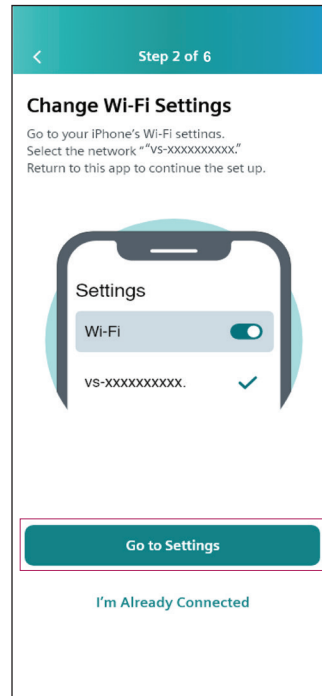 Step 2 of 6
Change Wi-Fi Settings
Go to your iPhone's Wi-Fi settings.
Select the network "“vs-xxxxxxxxxx.”
Return to this app to continue the set up.
Settings
Wi-Fi
vs-xxxxxxxxxx.
Go to Settings
I'm Already Connected